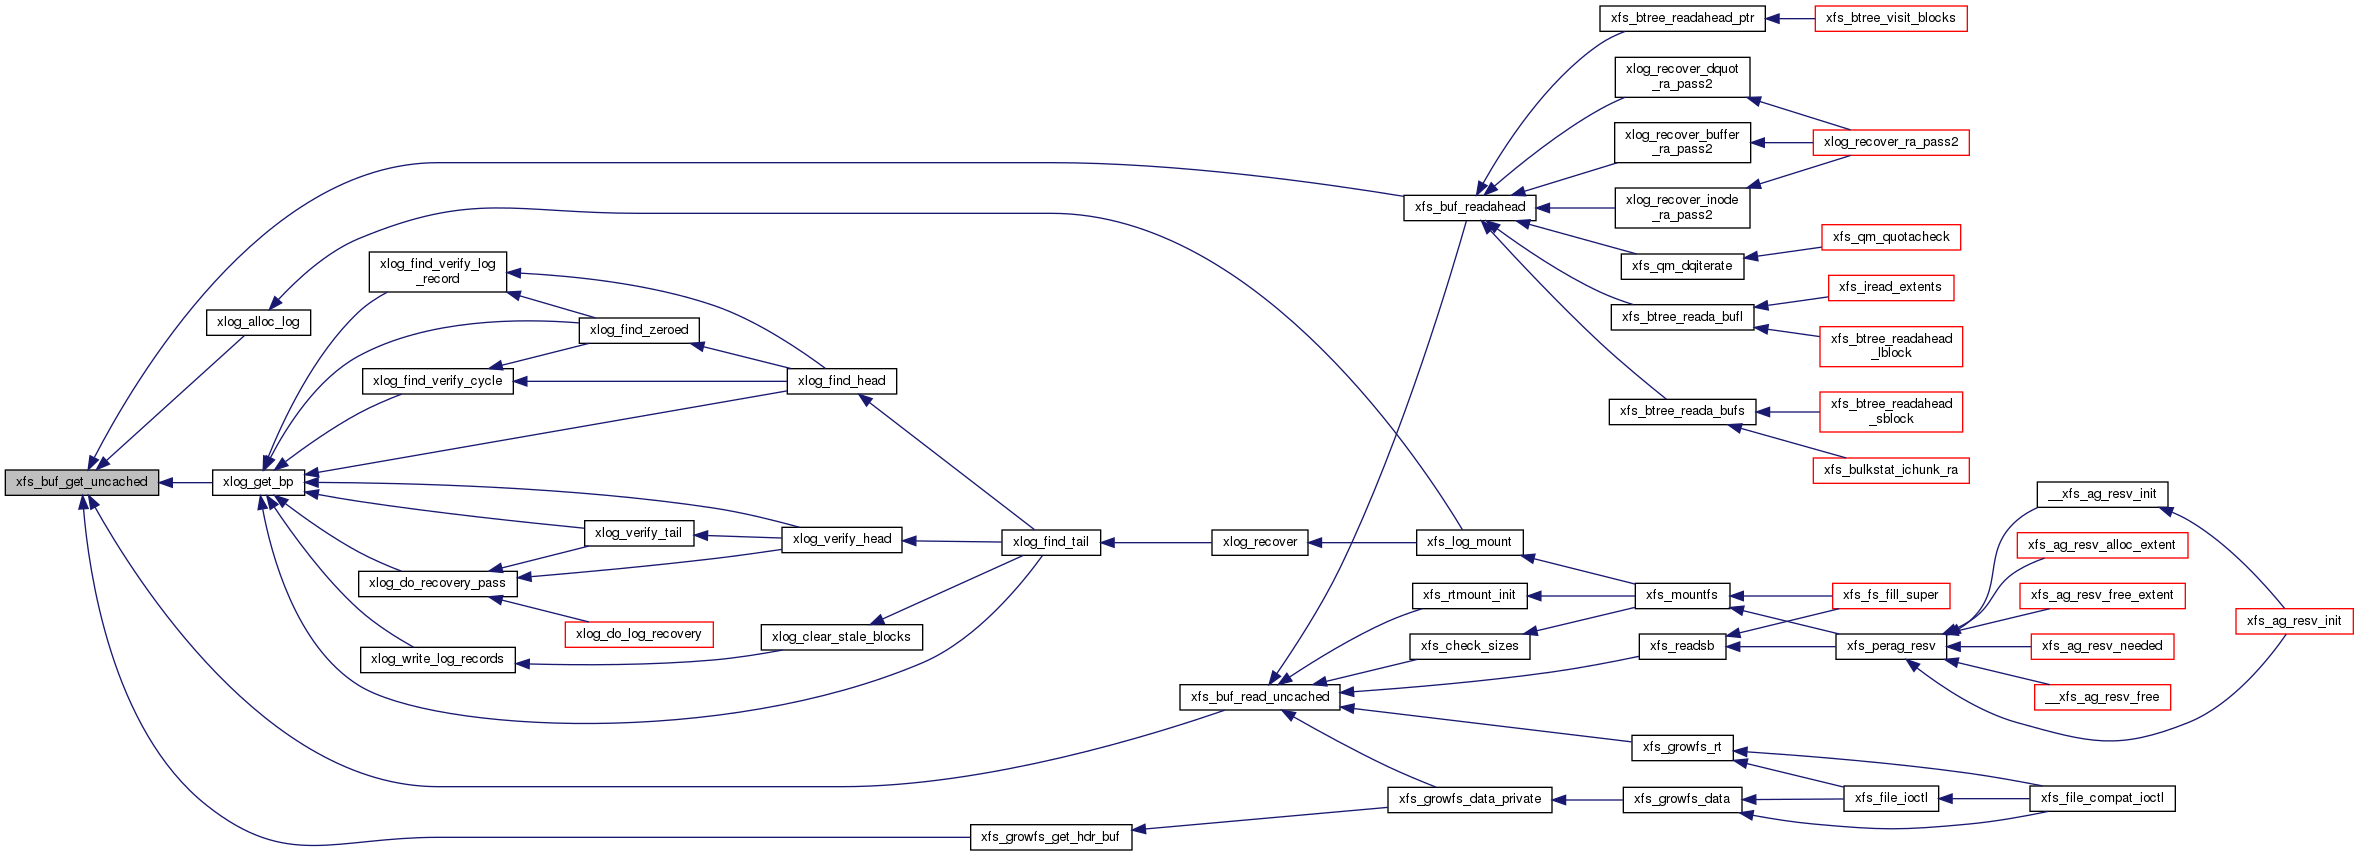 xfs_btree_readahead_ptr
xfs_btree_visit_blocks
xlog_recover_dquot
_ra_pass2
xlog_recover_buffer
_ra_pass2
xlog_recover_ra_pass2
xlog_recover_inode
_ra_pass2
xfs_buf_readahead
xfs_qm_quotacheck
xfs_qm_dqiterate
xlog_find_verify_log
_record
xfs_iread_extents
xlog_alloc_log
xfs_btree_reada_bufl
xlog_find_zeroed
xfs_btree_readahead
_lblock
xlog_find_verify_cycle
xlog_find_head
xfs_btree_reada_bufs
xfs_btree_readahead
_sblock
xfs_bulkstat_ichunk_ra
xfs_buf_get_uncached
xlog_get_bp
__xfs_ag_resv_init
xlog_verify_tail
xlog_verify_head
xlog_find_tail
xlog_recover
xfs_log_mount
xfs_ag_resv_alloc_extent
xlog_do_recovery_pass
xfs_rtmount_init
xfs_mountfs
xfs_fs_fill_super
xfs_ag_resv_free_extent
xfs_ag_resv_init
xlog_do_log_recovery
xlog_clear_stale_blocks
xfs_check_sizes
xfs_readsb
xfs_perag_resv
xfs_ag_resv_needed
xlog_write_log_records
xfs_buf_read_uncached
__xfs_ag_resv_free
xfs_growfs_rt
xfs_growfs_data_private
xfs_growfs_data
xfs_file_ioctl
xfs_file_compat_ioctl
xfs_growfs_get_hdr_buf